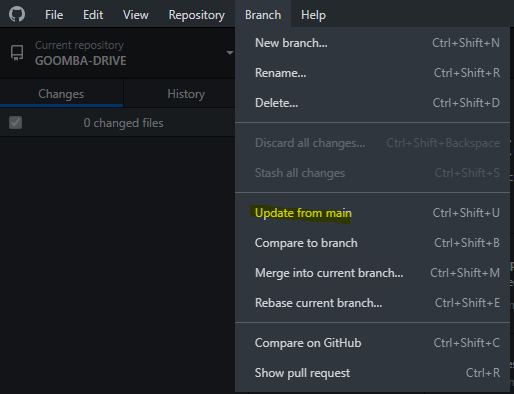 File Edit View Repository Branch Help
Current repository
GOOMBA-DRIVE
Changes History
0 changed files
New branch... Ctrl+Shift+N
Rename... Ctrl+Shift+R
Delete... Ctrl+Shift+D
Discard all changes... Ctrl+Shift+Backspace
Stash all changes Ctrl+Shift+S
Update from main Ctrl+Shift+U
Compare to branch Ctrl+Shift+B
Merge into current branch... Ctrl+Shift+M
Rebase current branch... Ctrl+Shift+E
Compare on GitHub Ctrl+Shift+C
Show pull request Ctrl+R